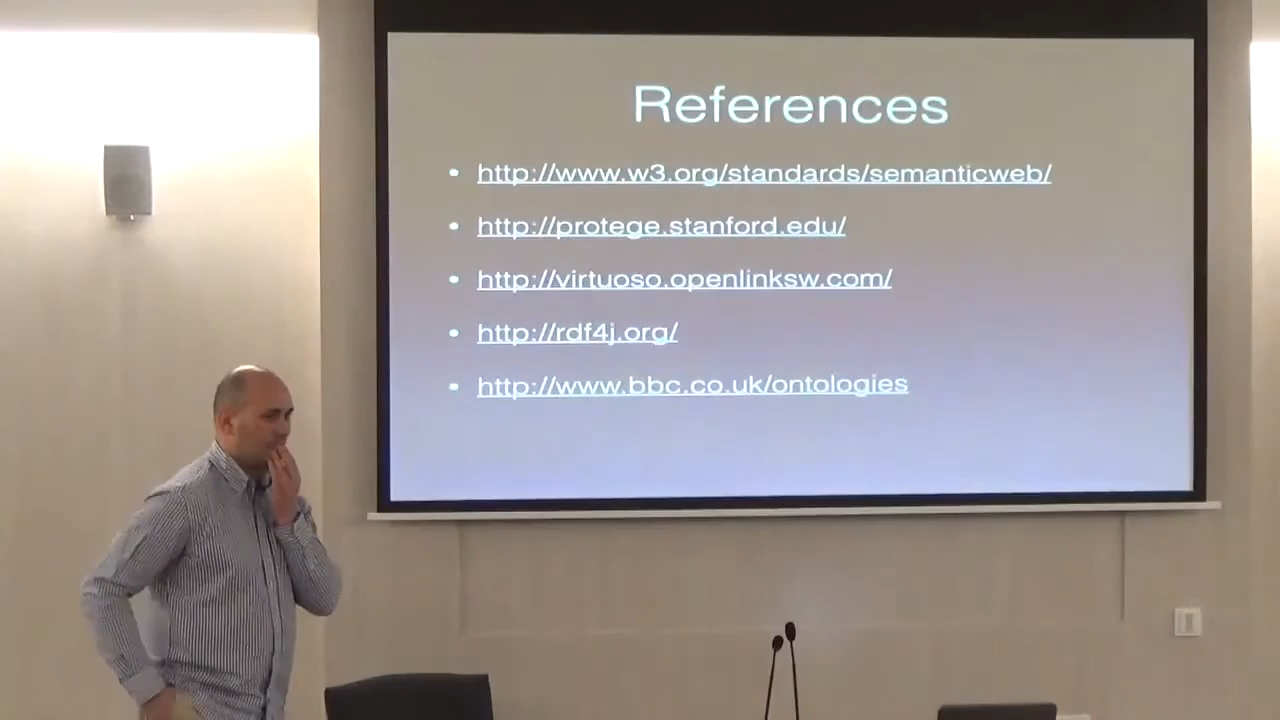 References
• http://www.w3.org/standards/semanticweb/
• http://protege.stanford.edu/
• http://virtuoso.openlinksw.com/
• http://rdf4j.org/
• http://www.bbc.co.uk/ontologies